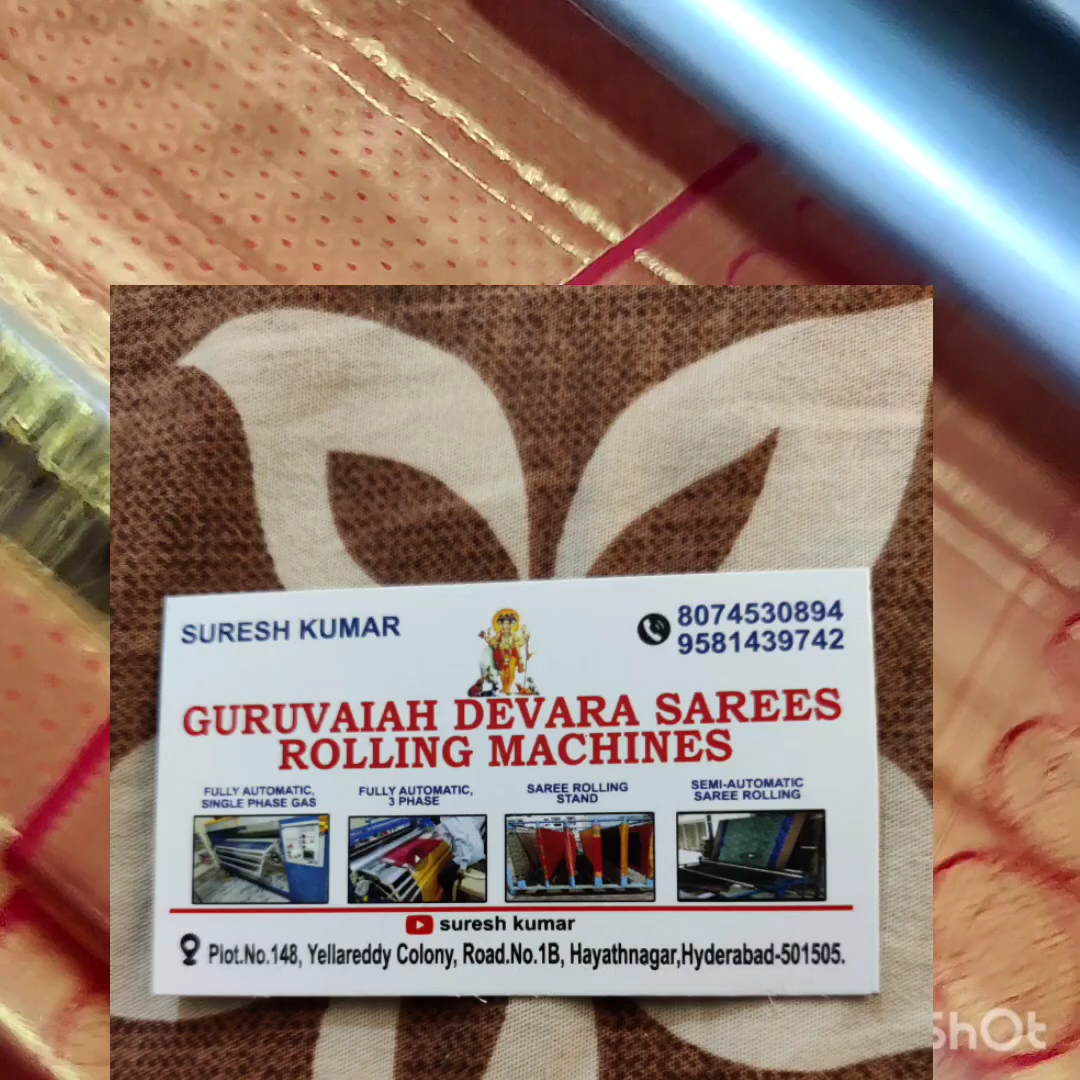 SURESH KUMAR
8074530894
9581439742
GURUVAIAH DEVARA SAREES
ROLLING MACHINES
FULLY AUTOMATIC,
SINGLE PHASE GAS
FULLY AUTOMATIC,
3 PHASE
SAREE ROLLING
STAND
SEMI-AUTOMATIC
SAREE ROLLING
suresh kumar
Plot.No.148, Yellareddy Colony, Road.No.1B, Hayathnagar,Hyderabad-501505.